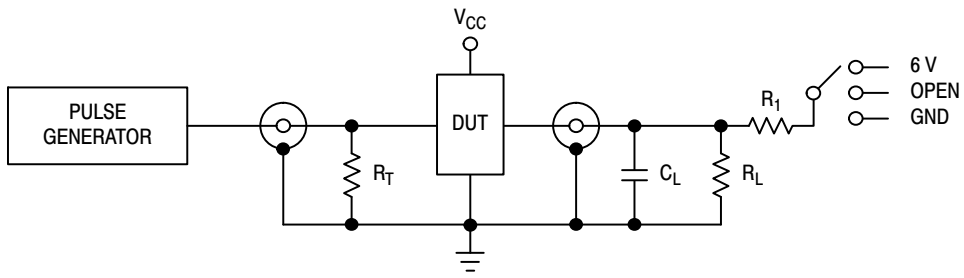 V_CC
6 V
OPEN
GND
R_1
PULSE
GENERATOR
DUT
R_T
C_L
R_L